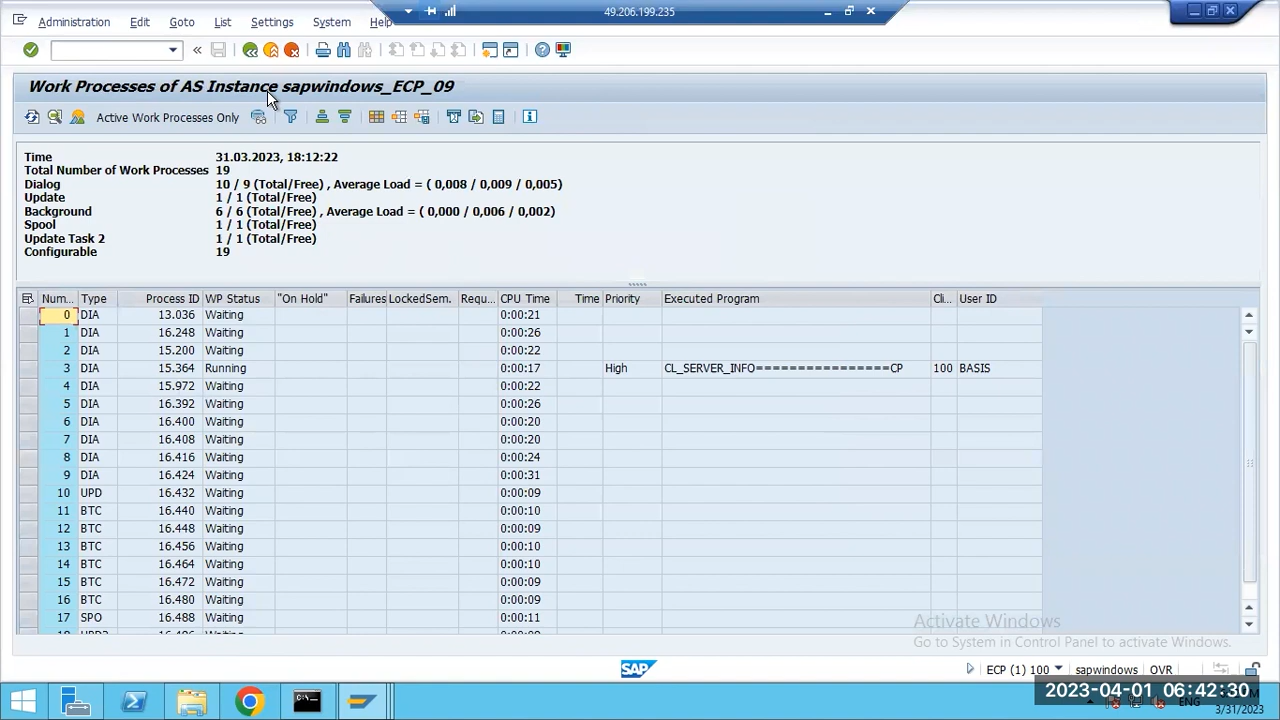 49.206.199.235
Administration Edit Goto List Settings System Help
Work Processes of AS Instance sapwindows_ECP_09
Active Work Processes Only
Time 31.03.2023, 18:12:22
Total Number of Work Processes 19
Dialog 10 / 9 (Total/Free) , Average Load = ( 0,008 / 0,009 / 0,005)
Update 1 / 1 (Total/Free)
Background 6 / 6 (Total/Free) , Average Load = ( 0,000 / 0,006 / 0,002)
Spool 1 / 1 (Total/Free)
Update Task 2 1 / 1 (Total/Free)
Configurable 19
Num... Type Process ID WP Status "On Hold" Failures LockedSem. Requ... CPU Time Time Priority Executed Program Cli... User ID
0 DIA 13.036 Waiting 0:00:21
1 DIA 16.248 Waiting 0:00:26
2 DIA 15.200 Waiting 0:00:22
3 DIA 15.364 Running 0:00:17 High CL_SERVER_INFO================CP 100 BASIS
4 DIA 15.972 Waiting 0:00:22
5 DIA 16.392 Waiting 0:00:26
6 DIA 16.400 Waiting 0:00:20
7 DIA 16.408 Waiting 0:00:20
8 DIA 16.416 Waiting 0:00:24
9 DIA 16.424 Waiting 0:00:31
10 UPD 16.432 Waiting 0:00:09
11 BTC 16.440 Waiting 0:00:10
12 BTC 16.448 Waiting 0:00:09
13 BTC 16.456 Waiting 0:00:10
14 BTC 16.464 Waiting 0:00:10
15 BTC 16.472 Waiting 0:00:09
16 BTC 16.480 Waiting 0:00:09
17 SPO 16.488 Waiting 0:00:11
Activate Windows
Go to System in Control Panel to activate Windows.
SAP ECP (1) 100 sapwindows OVR
2023-04-01 06:42:30
ENG 3/31/2023